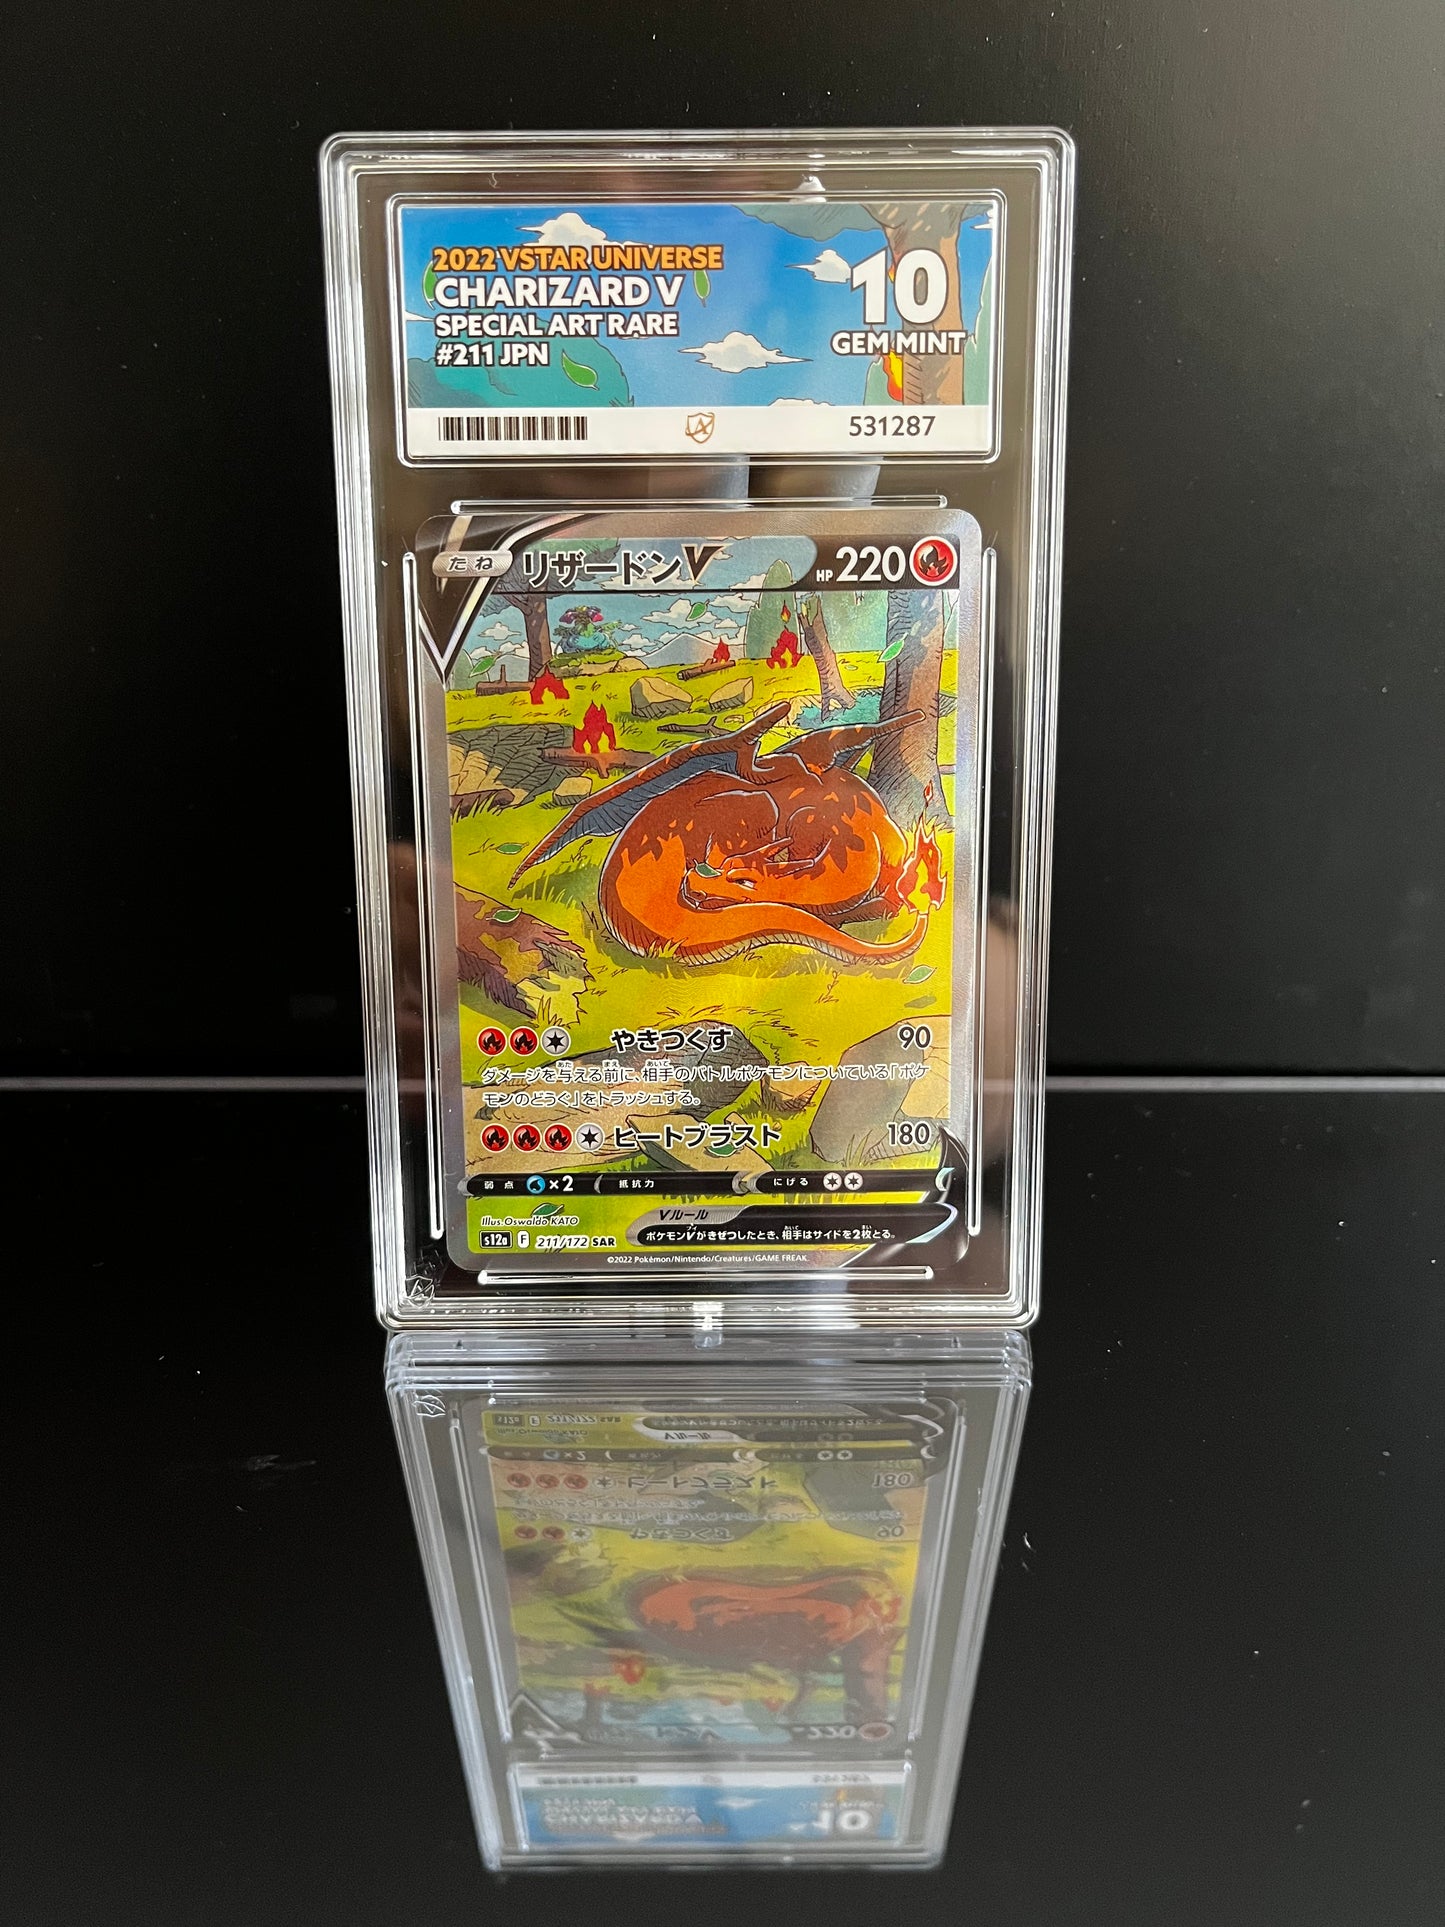 2022 VSTAR UNIVERSE
CHARIZARD V
SPECIAL ART RARE
#211 JPN
10
GEM MINT
531287
たね リザードンV HP 220
やきつくす 90
ダメージを与える前に、相手のバトルポケモンについている「ポケ
モンのどうぐ」をトラッシュする。
ヒートブラスト 180
弱点 ×2 抵抗力 にげる
Illus. Oswaldo KATO
Vルール
ポケモンVがきぜつしたとき、相手はサイドを2枚とる。
s12a F 211/172 SAR
©2022 Pokémon/Nintendo/Creatures/GAME FREAK.